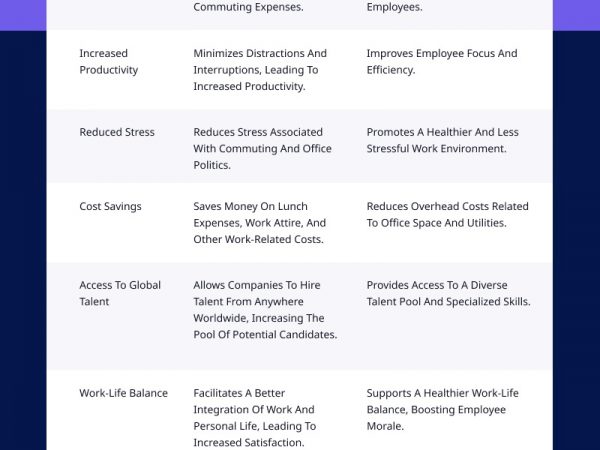 Commuting Expenses.
Employees.
Increased
Productivity
Minimizes Distractions And
Interruptions, Leading To
Increased Productivity.
Improves Employee Focus And
Efficiency.
Reduced Stress
Reduces Stress Associated
With Commuting And Office
Politics.
Promotes A Healthier And Less
Stressful Work Environment.
Cost Savings
Saves Money On Lunch
Expenses, Work Attire, And
Other Work-Related Costs.
Reduces Overhead Costs Related
To Office Space And Utilities.
Access To Global
Talent
Allows Companies To Hire
Talent From Anywhere
Worldwide, Increasing The
Pool Of Potential Candidates.
Provides Access To A Diverse
Talent Pool And Specialized Skills.
Work-Life Balance
Facilitates A Better
Integration Of Work And
Personal Life, Leading To
Increased Satisfaction.
Supports A Healthier Work-Life
Balance, Boosting Employee
Morale.